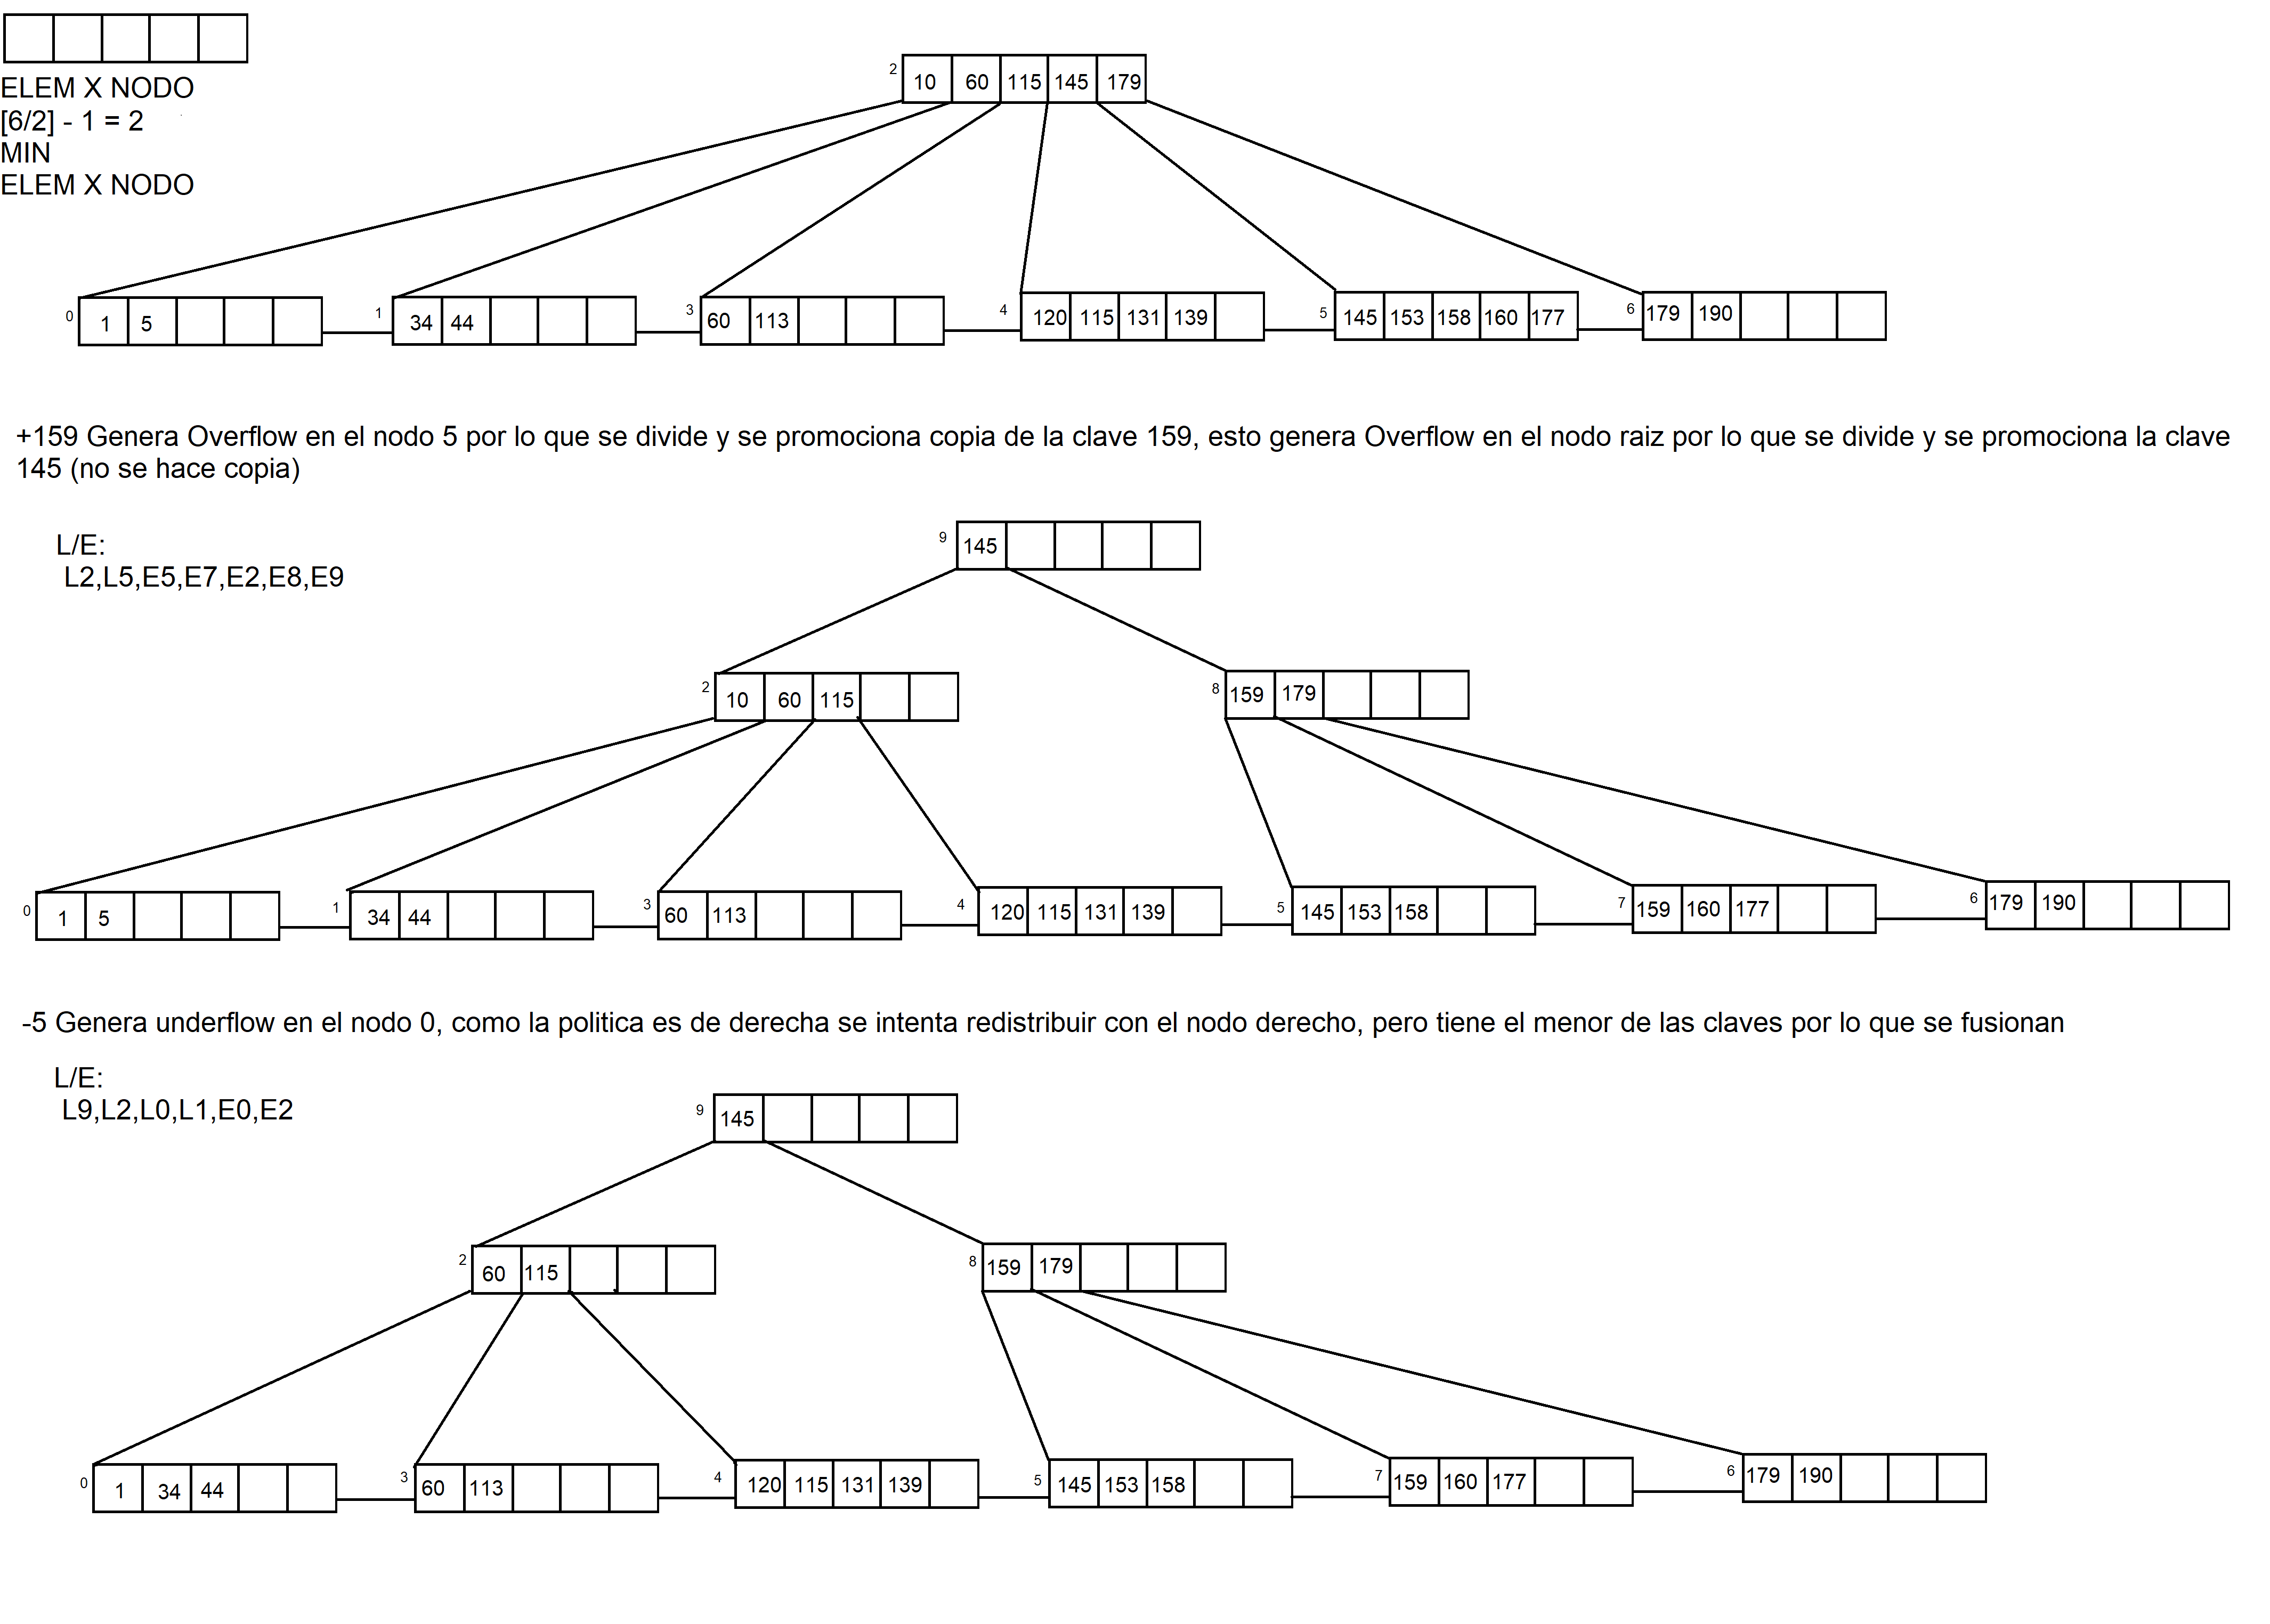 ELEM X NODO
[6/2] - 1 = 2
MIN
ELEM X NODO
2
10 60 115 145 179
0
1 5
1
34 44
3
60 113
4
120 115 131 139
5
145 153 158 160 177
6
179 190
+159 Genera Overflow en el nodo 5 por lo que se divide y se promociona copia de la clave 159, esto genera Overflow en el nodo raiz por lo que se divide y se promociona la clave
145 (no se hace copia)
L/E:
L2,L5,E5,E7,E2,E8,E9
9
145
2
10 60 115
8
159 179
0
1 5
1
34 44
3
60 113
4
120 115 131 139
5
145 153 158
7
159 160 177
6
179 190
-5 Genera underflow en el nodo 0, como la politica es de derecha se intenta redistribuir con el nodo derecho, pero tiene el menor de las claves por lo que se fusionan
L/E:
L9,L2,L0,L1,E0,E2
9
145
2
60 115
8
159 179
0
1 34 44
3
60 113
4
120 115 131 139
5
145 153 158
7
159 160 177
6
179 190